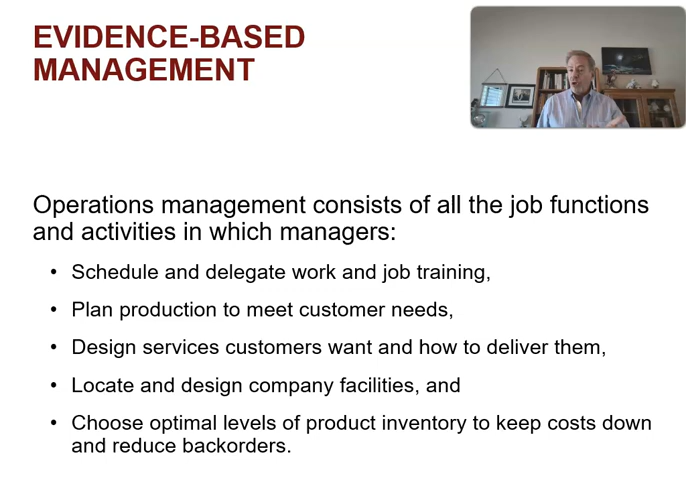 EVIDENCE-BASED
MANAGEMENT
Operations management consists of all the job functions
and activities in which managers:
• Schedule and delegate work and job training,
• Plan production to meet customer needs,
• Design services customers want and how to deliver them,
• Locate and design company facilities, and
• Choose optimal levels of product inventory to keep costs down
and reduce backorders.